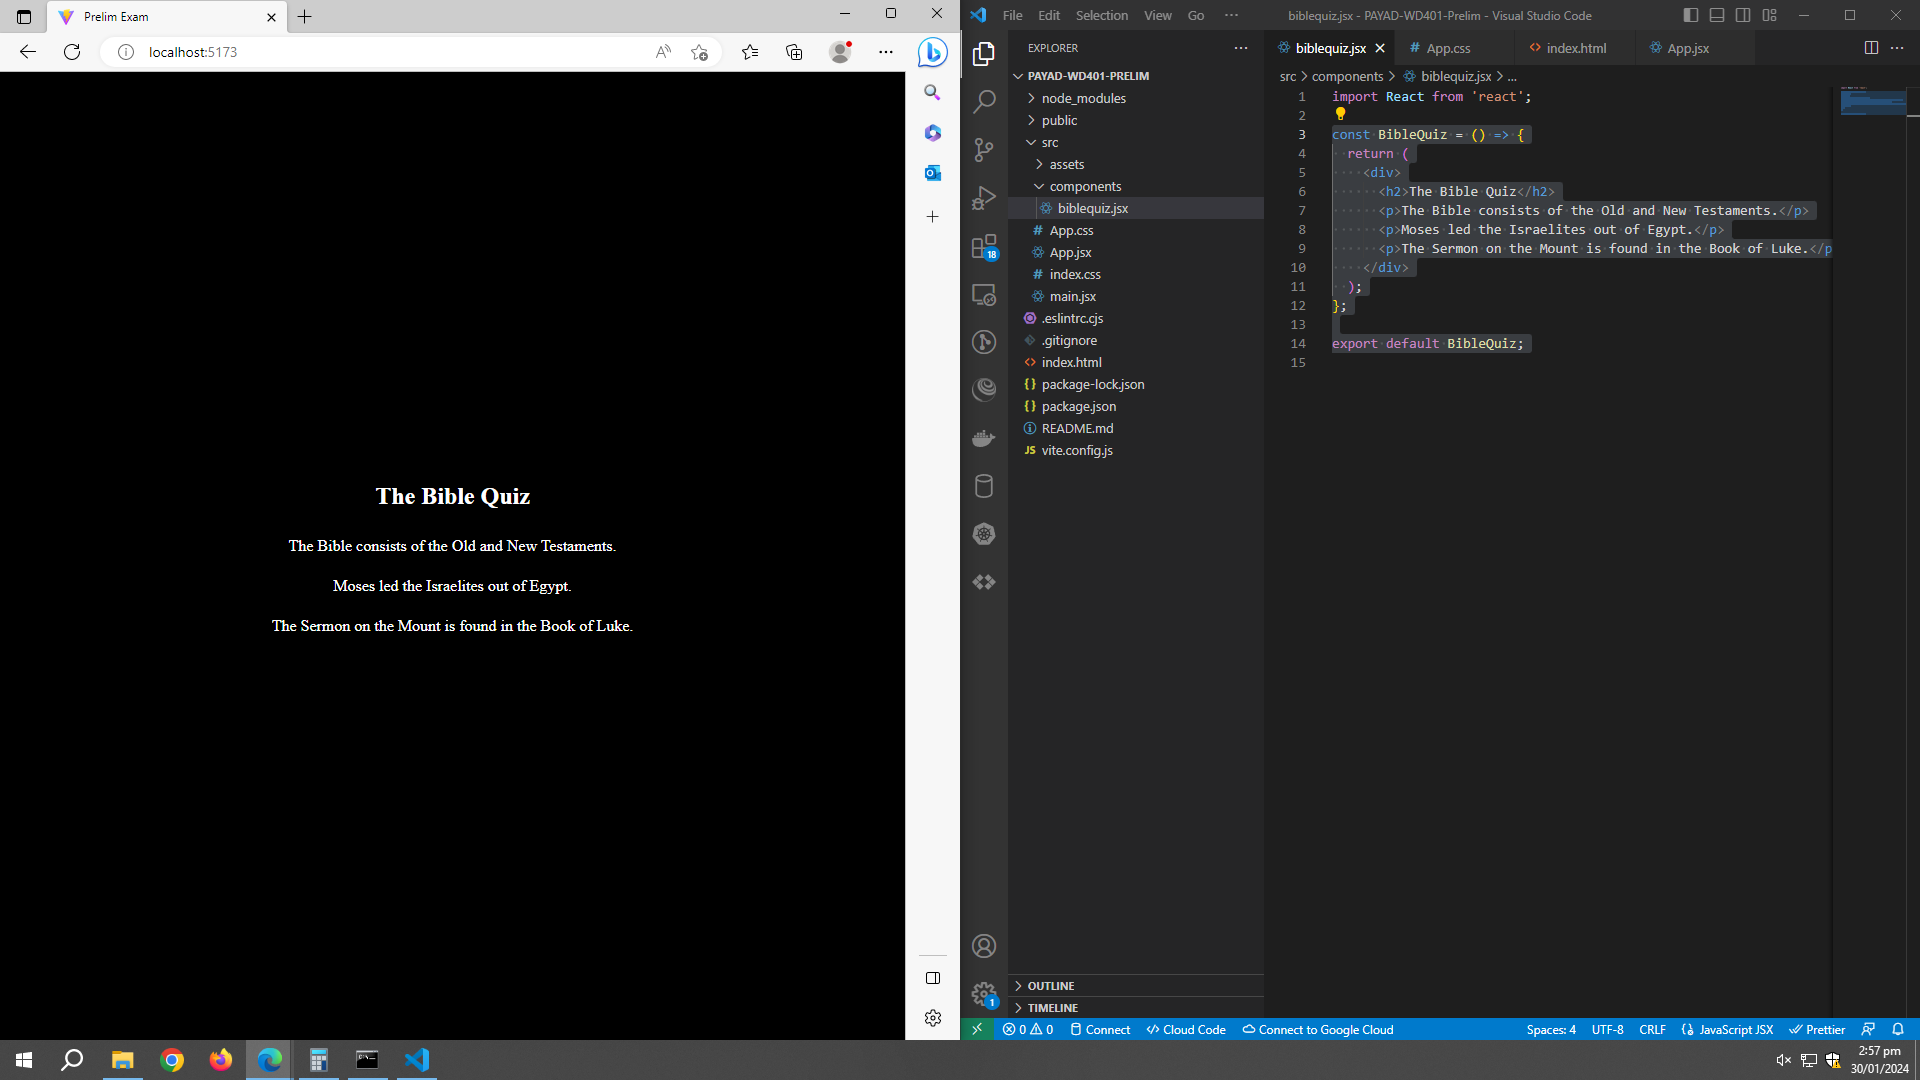 Prelim Exam
localhost:5173
The Bible Quiz
The Bible consists of the Old and New Testaments.
Moses led the Israelites out of Egypt.
The Sermon on the Mount is found in the Book of Luke.
File Edit Selection View Go ··· biblequiz.jsx - PAYAD-WD401-Prelim - Visual Studio Code
EXPLORER ···
PAYAD-WD401-PRELIM
node_modules
public
src
assets
components
biblequiz.jsx
# App.css
App.jsx
# index.css
main.jsx
.eslintrc.cjs
.gitignore
<> index.html
{} package-lock.json
{} package.json
README.md
JS vite.config.js
OUTLINE
TIMELINE
18
1
biblequiz.jsx # App.css <> index.html App.jsx
src > components > biblequiz.jsx > ...
1 import React from 'react';
2
3 const BibleQuiz = () => {
4 return (
5 <div>
6 <h2>The Bible Quiz</h2>
7 <p>The Bible consists of the Old and New Testaments.</p>
8 <p>Moses led the Israelites out of Egypt.</p>
9 <p>The Sermon on the Mount is found in the Book of Luke.</p
10 </div>
11 );
12 };
13
14 export default BibleQuiz;
15
0 0 Connect Cloud Code Connect to Google Cloud Spaces: 4 UTF-8 CRLF JavaScript JSX Prettier
2:57 pm
30/01/2024